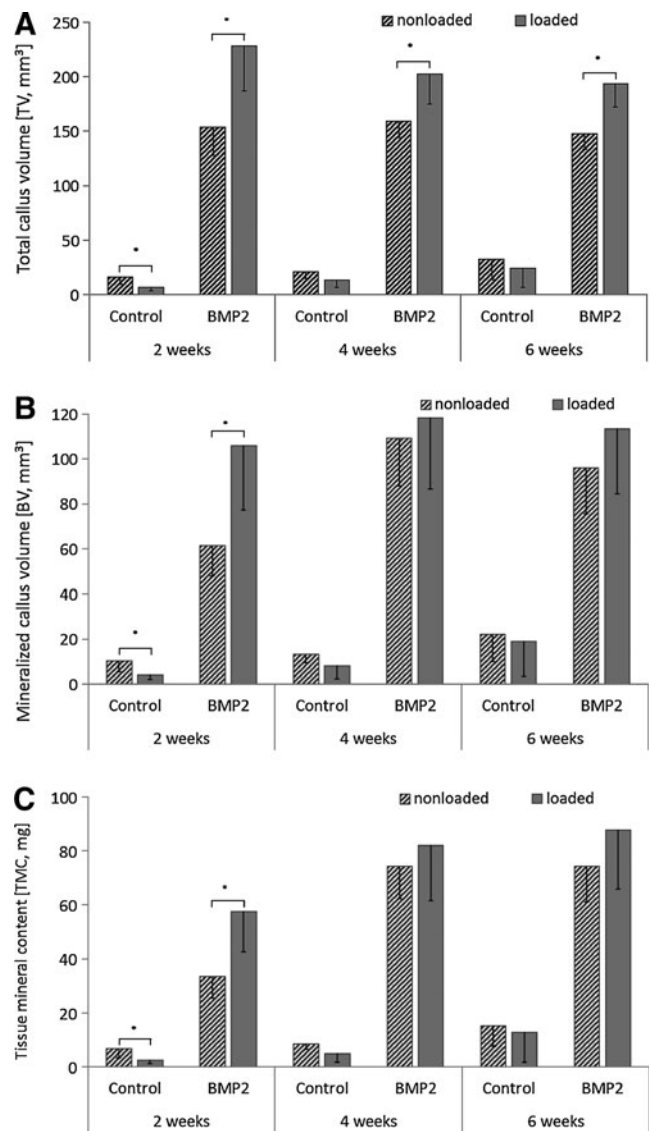 A
nonloaded loaded
Total callus volume [TV, mm³]
250
200
150
100
50
0
* * * *
Control BMP2 Control BMP2 Control BMP2
2 weeks 4 weeks 6 weeks
B
nonloaded loaded
Mineralized callus volume [BV, mm³]
120
100
80
60
40
20
0
* *
Control BMP2 Control BMP2 Control BMP2
2 weeks 4 weeks 6 weeks
C
nonloaded loaded
Tissue mineral content [TMC, mg]
100
80
60
40
20
0
* *
Control BMP2 Control BMP2 Control BMP2
2 weeks 4 weeks 6 weeks